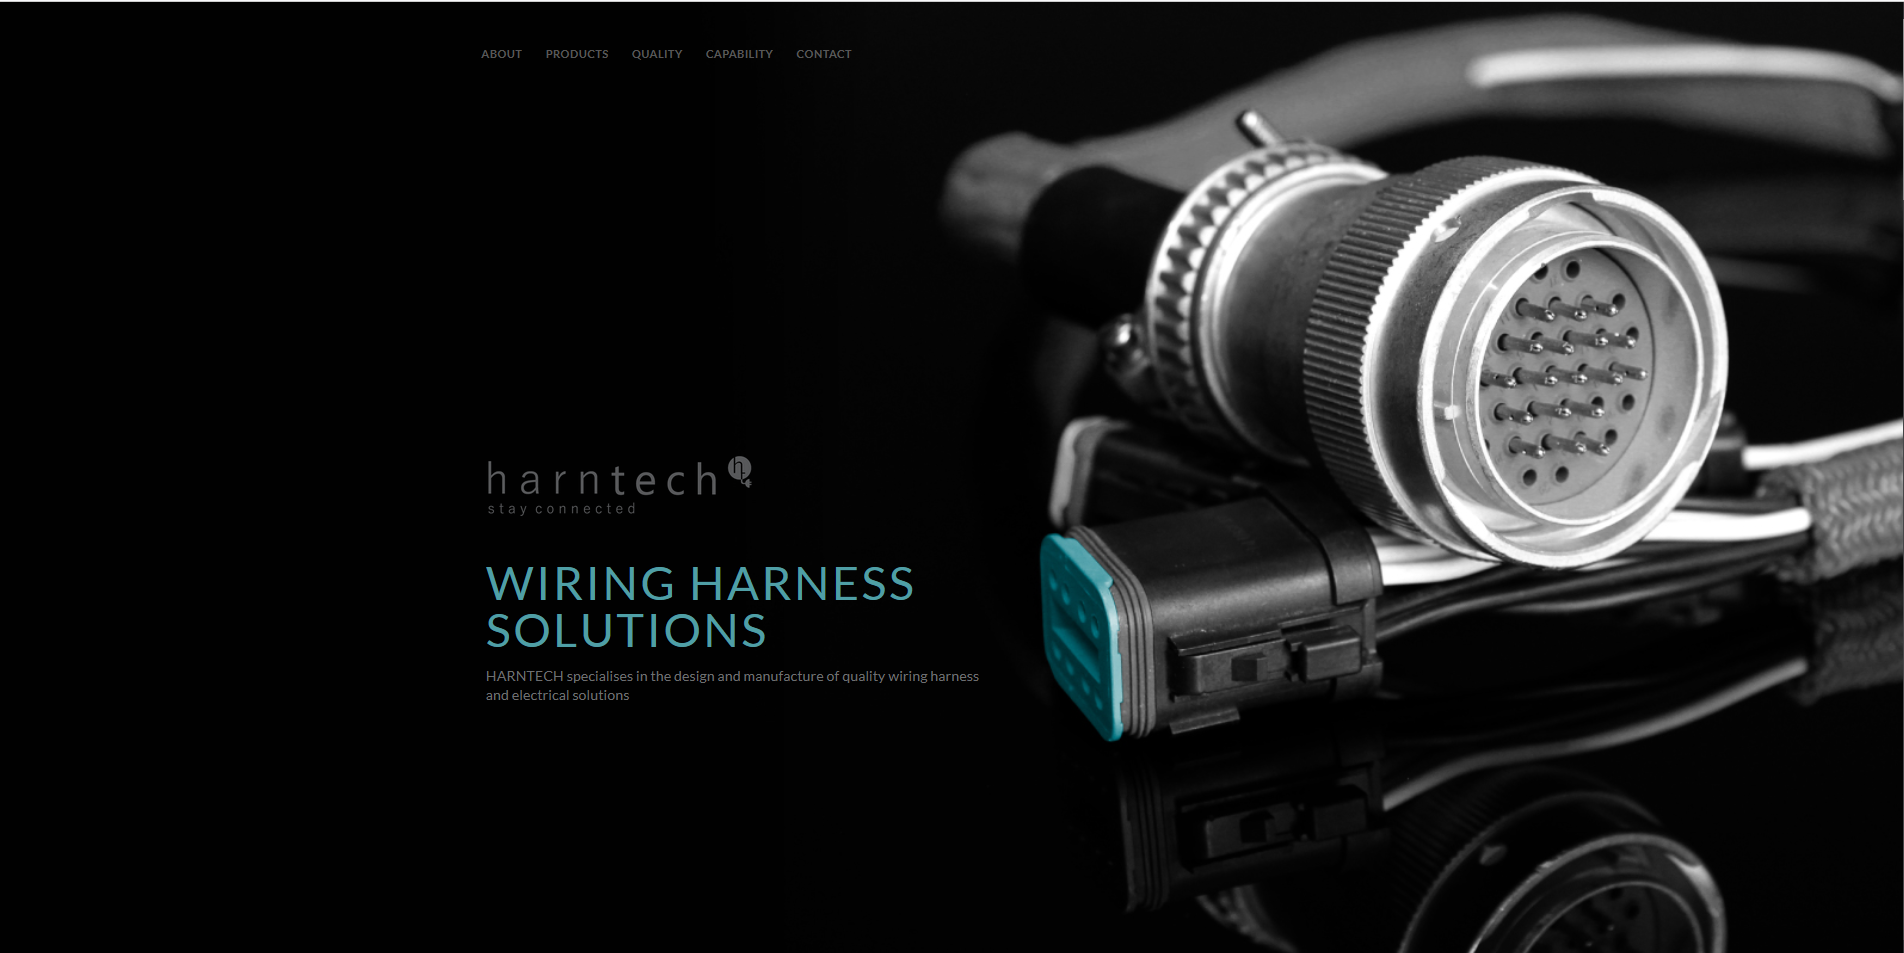 ABOUT PRODUCTS QUALITY CAPABILITY CONTACT
harntech ht
stay connected
WIRING HARNESS
SOLUTIONS
HARNTECH specialises in the design and manufacture of quality wiring harness
and electrical solutions